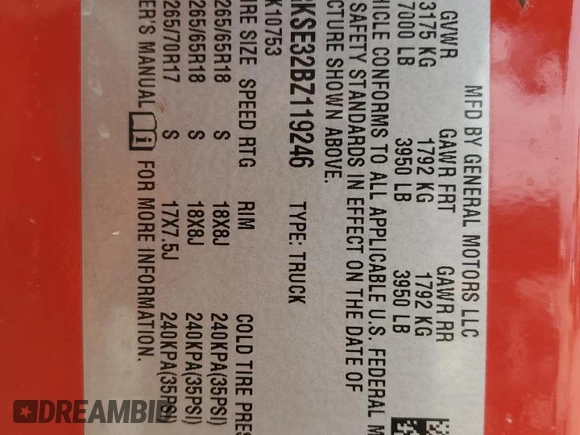 MFD BY GENERAL MOTORS LLC
GVWR GAWR FRT GAWR RR
3175 KG 1792 KG 1792 KG
7000 LB 3950 LB 3950 LB
HICLE CONFORMS TO ALL APPLICABLE U.S. FEDERAL M
SAFETY STANDARDS IN EFFECT ON THE DATE OF
CTURE SHOWN ABOVE.
RKSE32BZ119246 TYPE: TRUCK
K10753
IRE SIZE SPEED RTG RIM COLD TIRE PRES
265/65R18 S 18X8J 240KPA(35PSI)
265/65R18 S 18X8J 240KPA(35PSI)
265/70R17 S 17X7.5J 240KPA(35PSI)
ER'S MANUAL FOR MORE INFORMATION.
DREAMBID